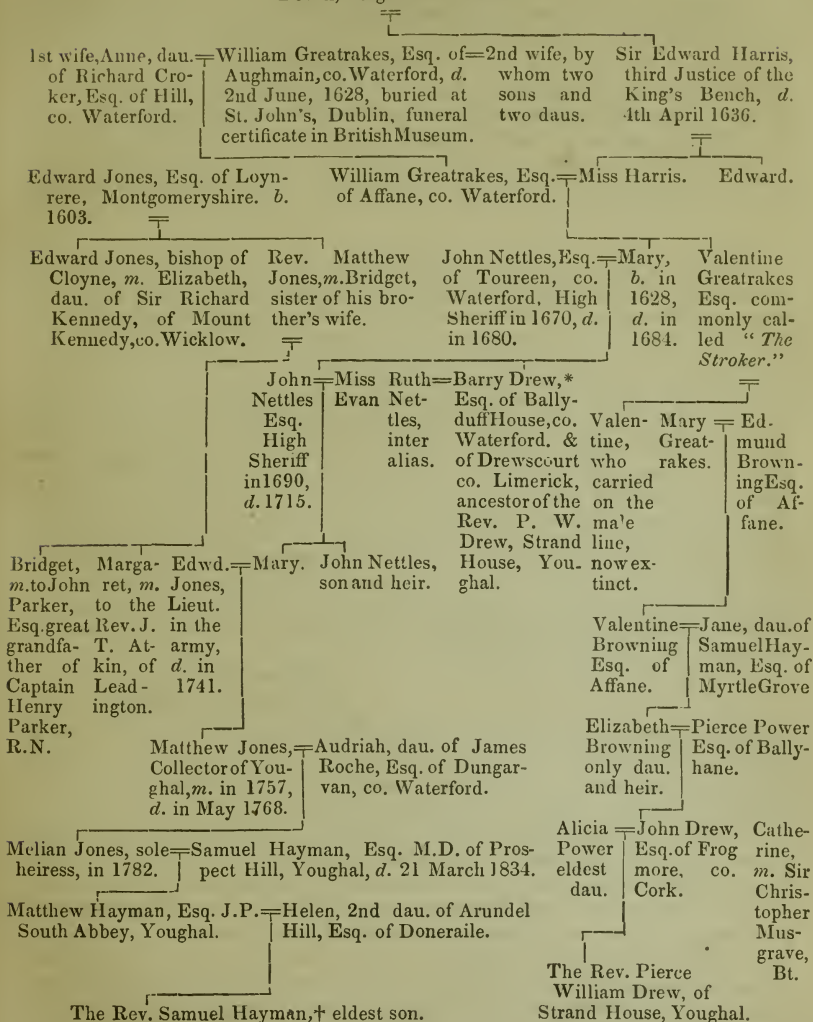 1st wife, Anne, dau. of Richard Croker, Esq. of Hill, co. Waterford.
William Greatrakes, Esq. of Aughmain, co. Waterford, d. 2nd June, 1628, buried at St. John's, Dublin, funeral certificate in British Museum.
2nd wife, by whom two sons and two daus.
Sir Edward Harris, third Justice of the King's Bench, d. 4th April 1636.
Edward Jones, Esq. of Loynrere, Montgomeryshire. b. 1603.
William Greatrakes, Esq. of Affane, co. Waterford.
Miss Harris.
Edward.
Edward Jones, bishop of Cloyne, m. Elizabeth, dau. of Sir Richard Kennedy, of Mount Kennedy, co. Wicklow.
Rev. Matthew Jones, m. Bridget, sister of his brother's wife.
John Nettles, Esq. of Toureen, co. Waterford, High Sheriff in 1670, d. in 1680.
Mary, b. in 1628, d. in 1684.
Valentine Greatrakes Esq. commonly called "The Stroker."
John Nettles Esq. High Sheriff in 1690, d. 1715.
Miss Evan
Ruth Nettles, inter alias.
Barry Drew,* Esq. of Ballyduff House, co. Waterford. & of Drewscourt co. Limerick, ancestor of the Rev. P. W. Drew, Strand House, Youghal.
Valentine, who carried on the ma'e line, now extinct.
Mary Greatrakes.
Edmund Browning Esq. of Affane.
Bridget, m. to John Parker, Esq. great grandfather of Captain Henry Parker, R.N.
Margaret, m. to the Rev. J. T. Atkin, of Leadington.
Edwd. Jones, Lieut. in the army, d. in 1741.
Mary.
John Nettles, son and heir.
Valentine Browning Esq. of Affane.
Jane, dau. of Samuel Hayman, Esq. of Myrtle Grove
Elizabeth Browning only dau. and heir.
Pierce Power Esq. of Ballyhane.
Matthew Jones, Collector of Youghal, m. in 1757, d. in May 1768.
Audriah, dau. of James Roche, Esq. of Dungarvan, co. Waterford.
Alicia Power eldest dau.
John Drew, Esq. of Frogmore, co. Cork.
Catherine, m. Sir Christopher Musgrave, Bt.
Melian Jones, sole heiress, in 1782.
Samuel Hayman, Esq. M.D. of Prospect Hill, Youghal, d. 21 March 1834.
Matthew Hayman, Esq. J.P. South Abbey, Youghal.
Helen, 2nd dau. of Arundel Hill, Esq. of Doneraile.
The Rev. Pierce William Drew, of Strand House, Youghal.
The Rev. Samuel Hayman,† eldest son.